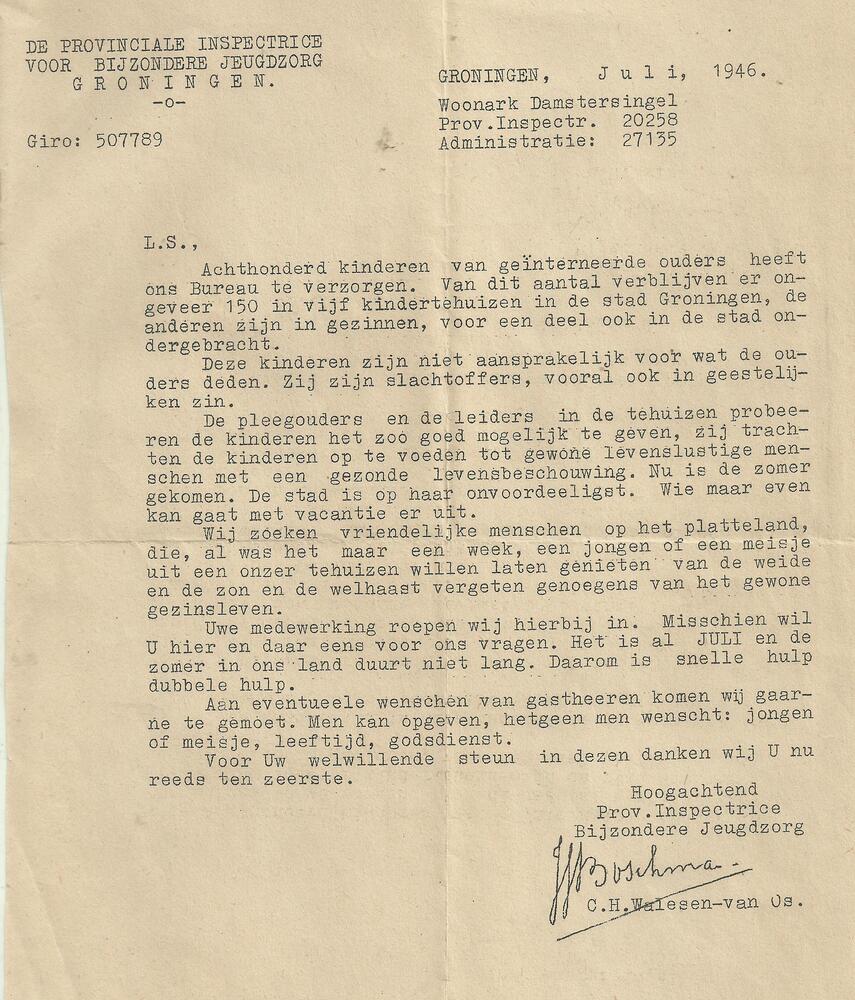 DE PROVINCIALE INSPECTRICE
VOOR BIJZONDERE JEUGDZORG
G R O N I N G E N.
-o-
Giro: 507789
GRONINGEN, J u l i, 1946.
Woonark Damstersingel
Prov.Inspectr. 20258
Administratie: 27135
L.S.,
Achthonderd kinderen van geïnterneerde ouders heeft
ons Bureau te verzorgen. Van dit aantal verblijven er on-
geveer 150 in vijf kindertehuizen in de stad Groningen, de
anderen zijn in gezinnen, voor een deel ook in de stad on-
dergebracht.
Deze kinderen zijn niet aansprakelijk voor wat de ou-
ders deden. Zij zijn slachtoffers, vooral ook in geestelij-
ken zin.
De pleegouders en de leiders in de tehuizen probee-
ren de kinderen het zoo goed mogelijk te geven, zij trach-
ten de kinderen op te voeden tot gewone levenslustige men-
schen met een gezonde levensbeschouwing. Nu is de zomer
gekomen. De stad is op haar onvoordeeligst. Wie maar even
kan gaat met vacantie er uit.
Wij zoeken vriendelijke menschen op het platteland,
die, al was het maar een week, een jongen of een meisje
uit een onzer tehuizen willen laten genieten van de weide
en de zon en de welhaast vergeten genoegens van het gewone
gezinsleven.
Uwe medewerking roepen wij hierbij in. Misschien wil
U hier en daar eens voor ons vragen. Het is al JULI en de
zomer in ons land duurt niet lang. Daarom is snelle hulp
dubbele hulp.
Aan eventueele wenschen van gastheeren komen wij gaar-
ne te gemoet. Men kan opgeven, hetgeen men wenscht: jongen
of meisje, leeftijd, godsdienst.
Voor Uw welwillende steun in dezen danken wij U nu
reeds ten zeerste.
Hoogachtend
Prov.Inspectrice
Bijzondere Jeugdzorg
Boschma
C.H.Walesen-van Os.